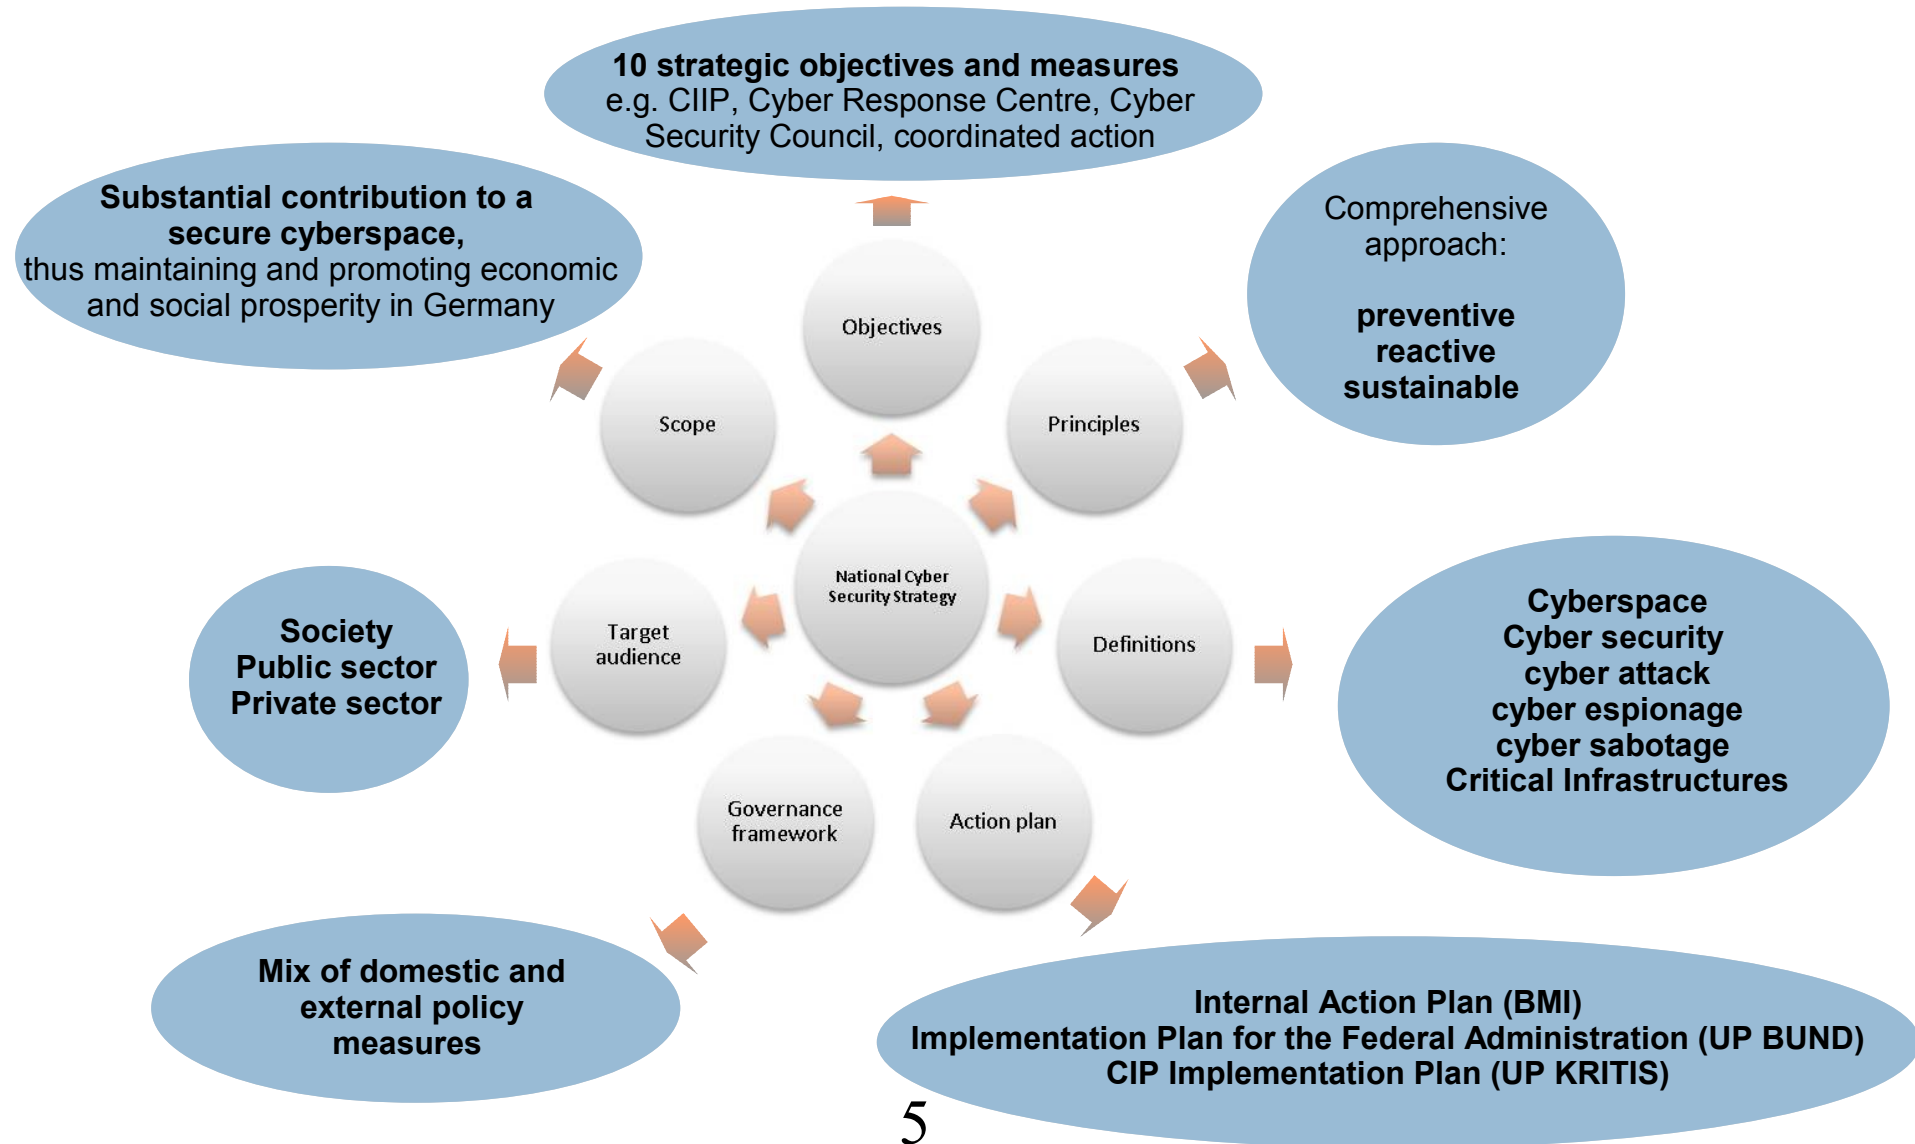 10 strategic objectives and measures
e.g. CIIP, Cyber Response Centre, Cyber
Security Council, coordinated action
Substantial contribution to a
secure cyberspace,
thus maintaining and promoting economic
and social prosperity in Germany
Comprehensive
approach:
preventive
reactive
sustainable
Objectives
Scope
Principles
National Cyber
Security Strategy
Target
audience
Definitions
Society
Public sector
Private sector
Cyberspace
Cyber security
cyber attack
cyber espionage
cyber sabotage
Critical Infrastructures
Governance
framework
Action plan
Mix of domestic and
external policy
measures
Internal Action Plan (BMI)
Implementation Plan for the Federal Administration (UP BUND)
CIP Implementation Plan (UP KRITIS)
5